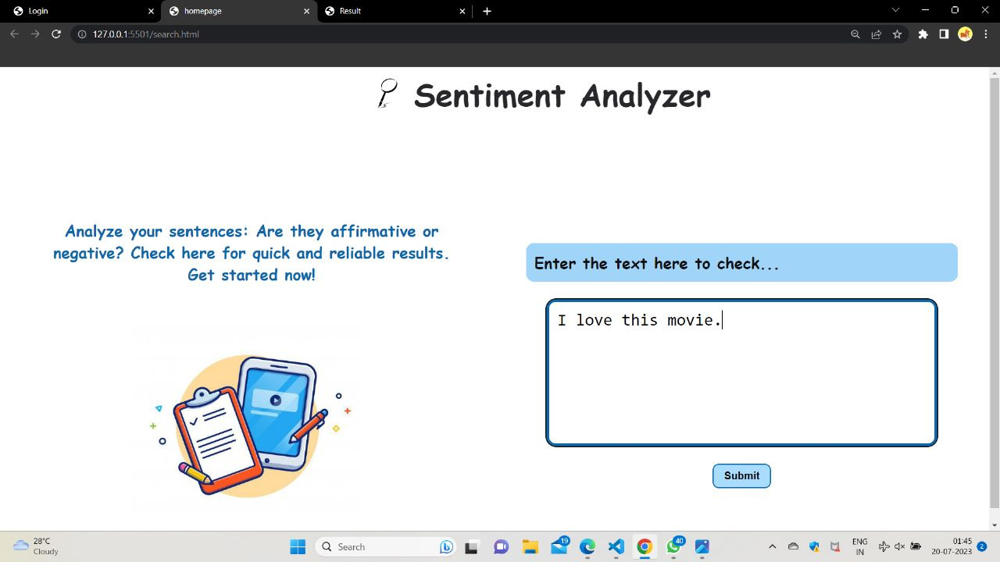 Login
homepage
Result
127.0.0.1:5501/search.html
Sentiment Analyzer
Analyze your sentences: Are they affirmative or
negative? Check here for quick and reliable results.
Get started now!
Enter the text here to check...
I love this movie.
Submit
28°C
Cloudy
Search
19
40
ENG
IN
01:45
20-07-2023
2